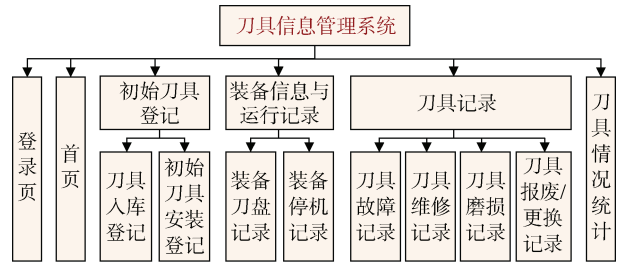 刀具信息管理系统
登录页
首页
初始刀具
登记
装备信息与
运行记录
刀具记录
刀具情况统计
刀具
入库
登记
初始
刀具
安装
登记
装备
刀盘
记录
装备
停机
记录
刀具
故障
记录
刀具
维修
记录
刀具
磨损
记录
刀具
报废/
更换
记录